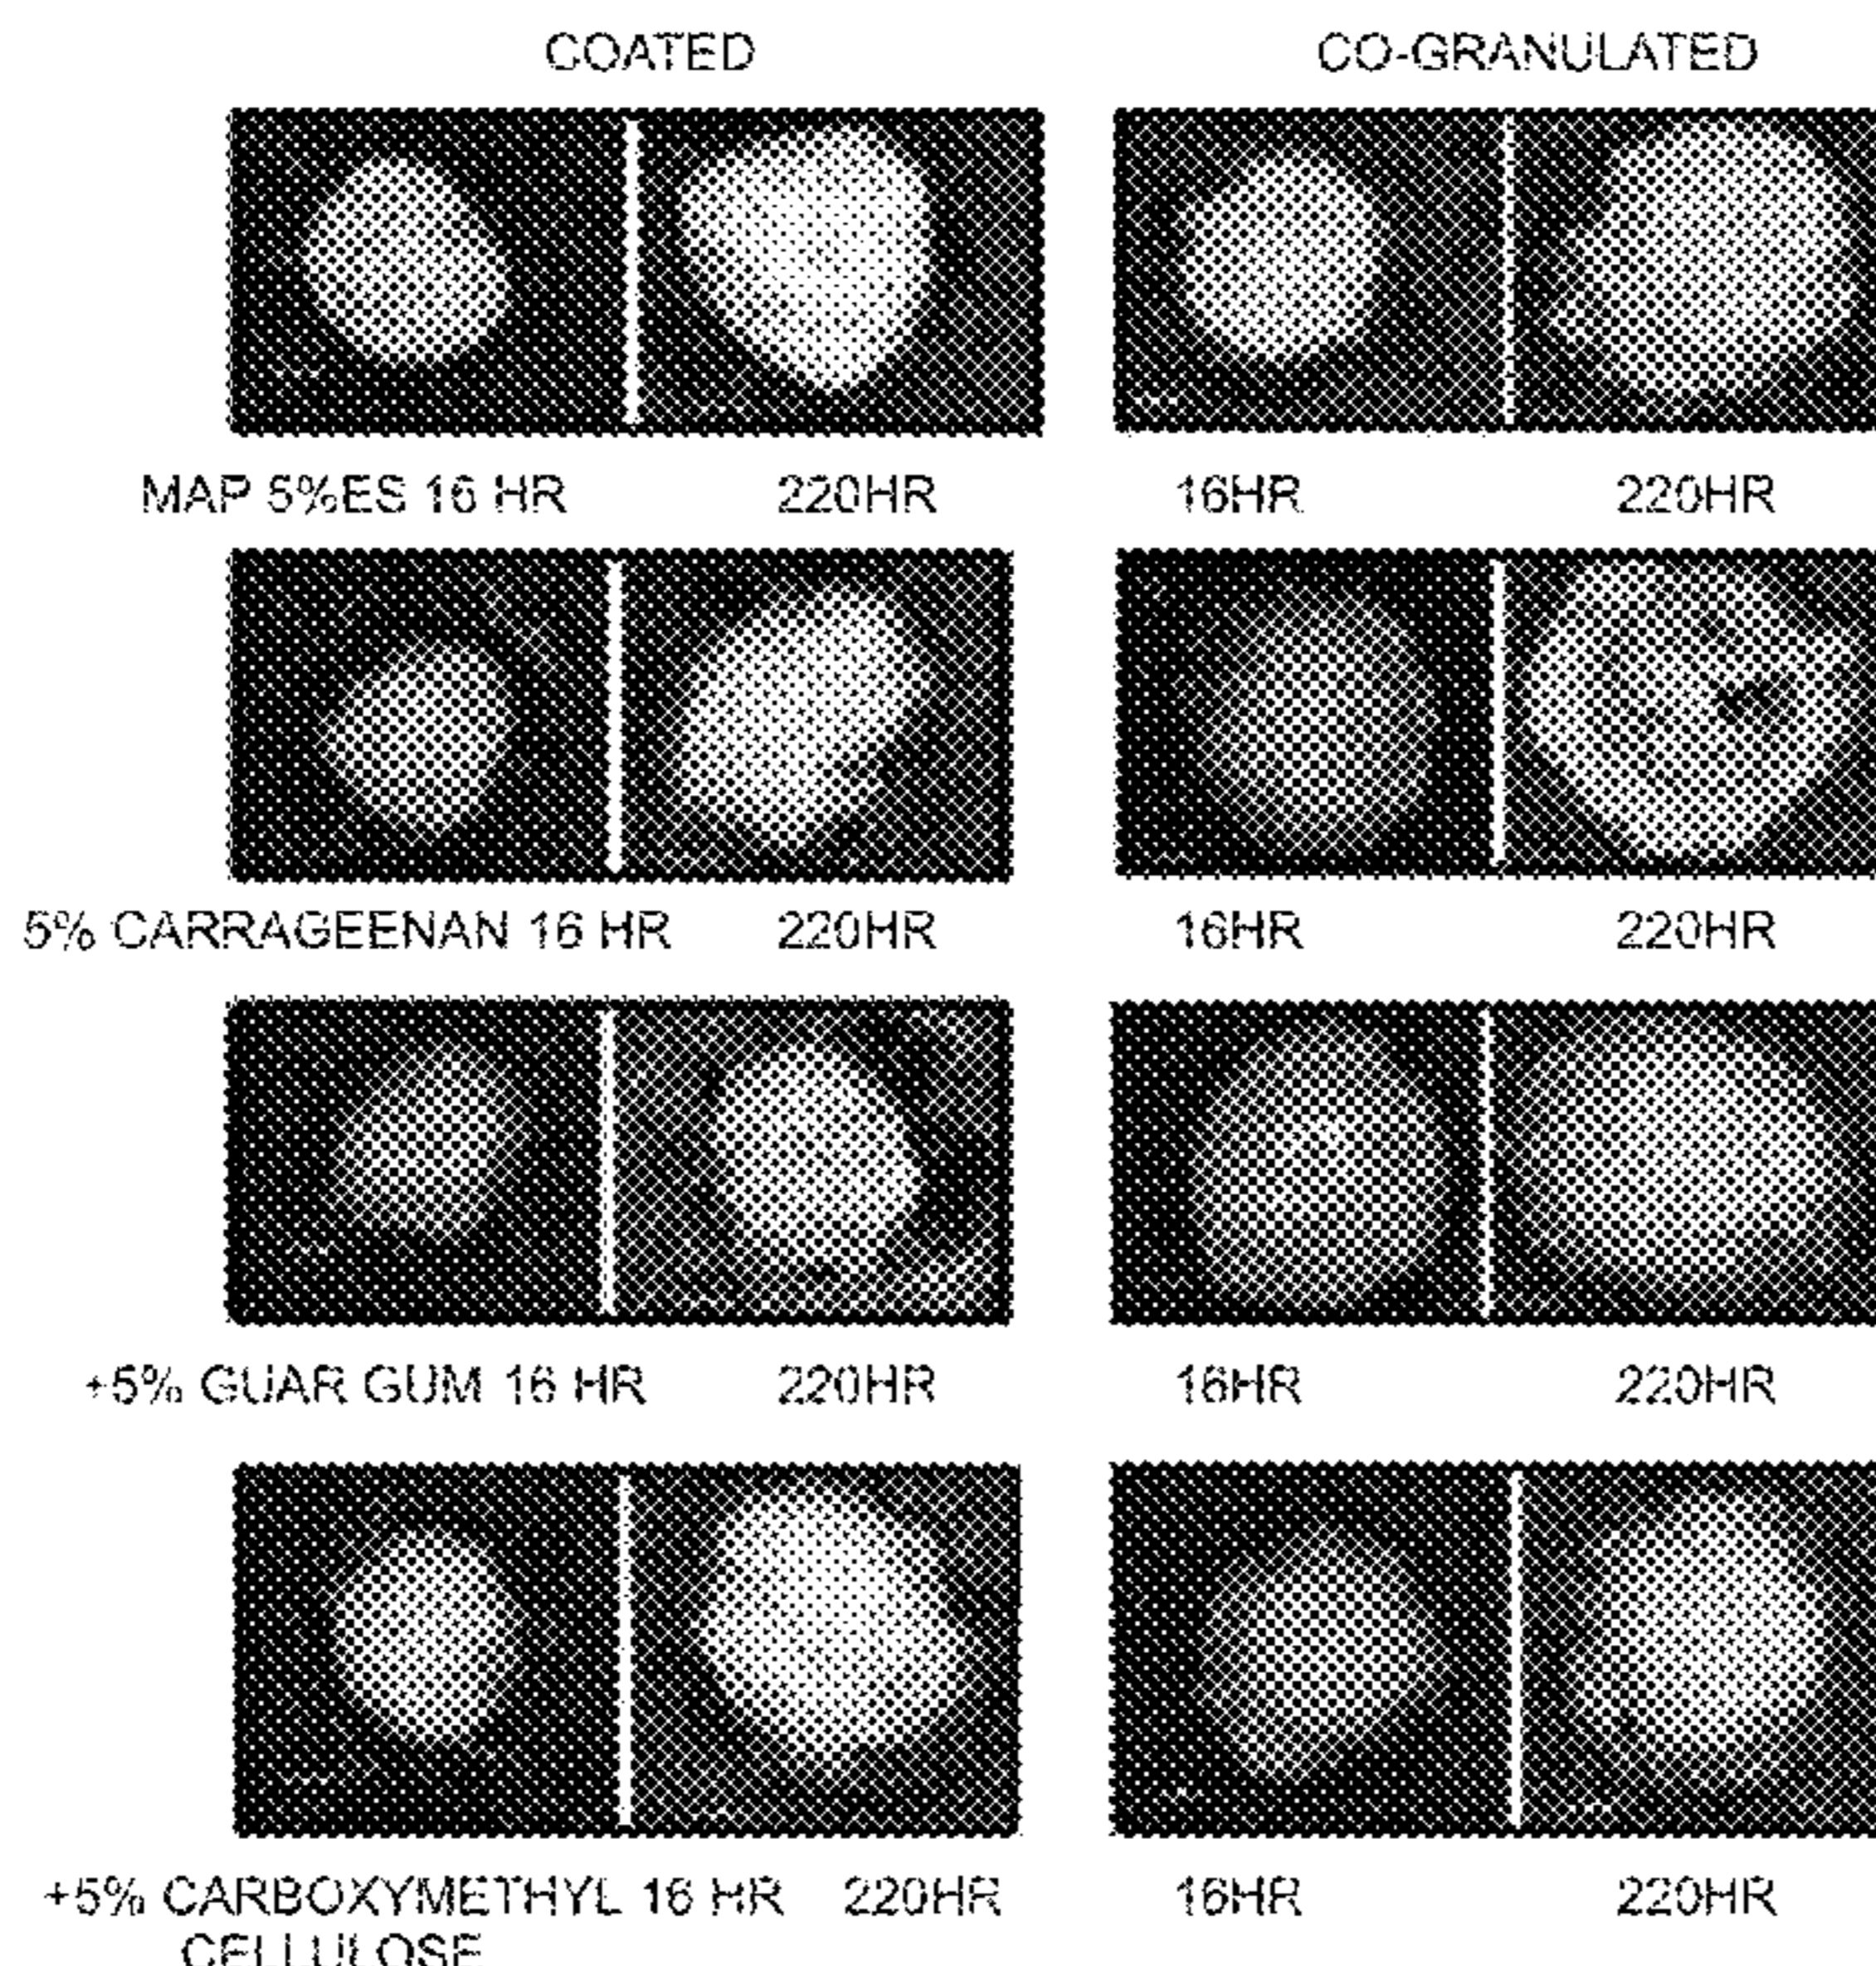 COATED CO-GRANULATED
MAP 5%ES 16 HR 220HR 16HR 220HR
5% CARRAGEENAN 16 HR 220HR 16HR 220HR
+5% GUAR GUM 16 HR 220HR 16HR 220HR
+5% CARBOXYMETHYL 16 HR 220HR 16HR 220HR
CELLULOSE